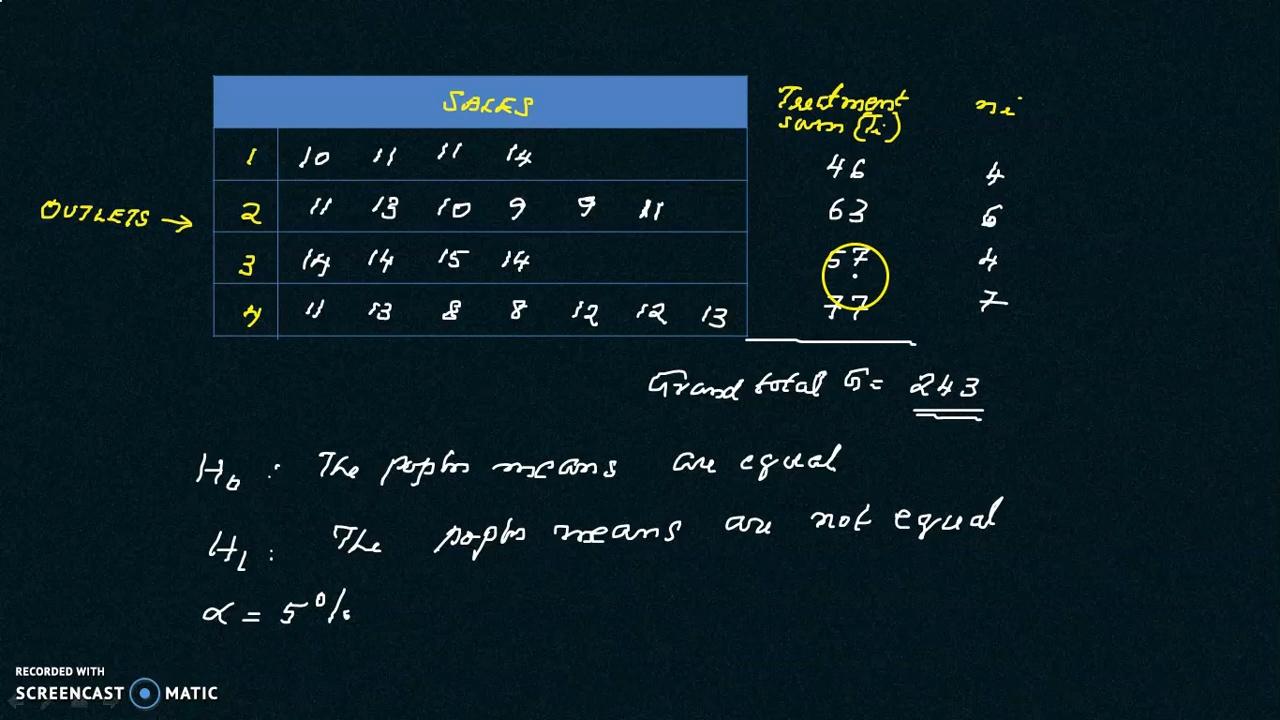 SALES Treatment
sum (Ti) ni
1 10 11 11 14 46 4
OUTLETS → 2 11 13 10 9 9 11 63 6
3 14 14 15 14 57 4
4 11 13 8 8 12 12 13 77 7
Grand total G = 243
H0 : The popln means are equal
H1 : The popln means are not equal
α = 5%
RECORDED WITH
SCREENCAST MATIC